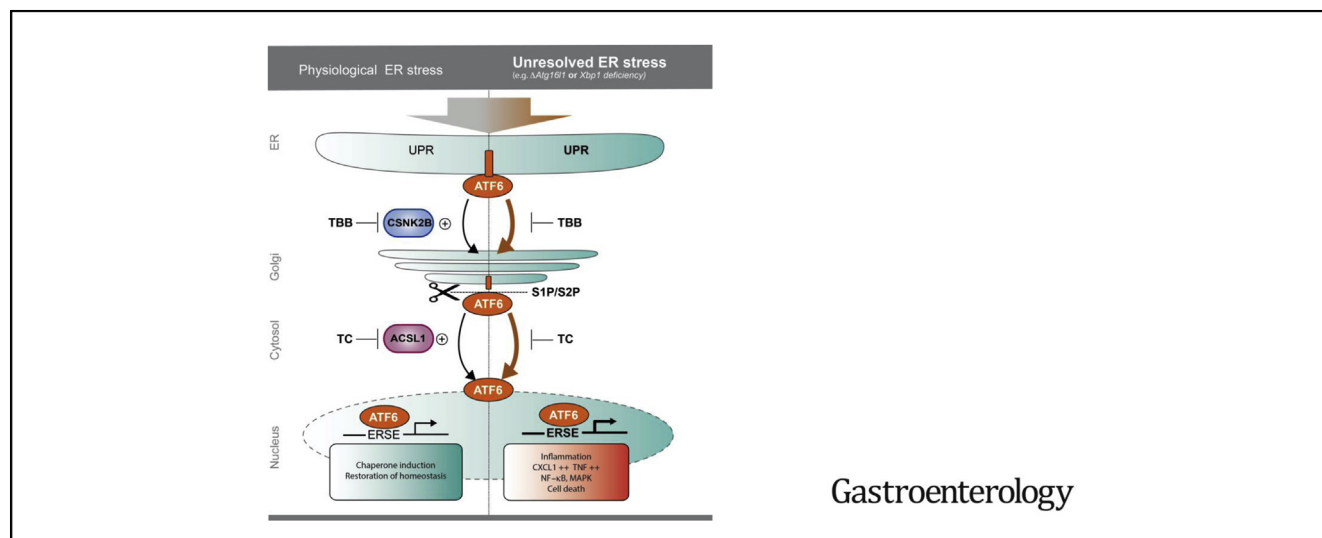 Physiological ER stress
Unresolved ER stress
(e.g. ΔAtg16l1 or Xbp1 deficiency)
ER
UPR
UPR
ATF6
TBB
CSNK2B
+
TBB
Golgi
S1P/S2P
ATF6
Cytosol
TC
ACSL1
+
TC
ATF6
Nucleus
ATF6
ERSE
ATF6
ERSE
Chaperone induction
Restoration of homeostasis
Inflammation
CXCL1 ++ TNF ++
NF-κB, MAPK
Cell death
Gastroenterology